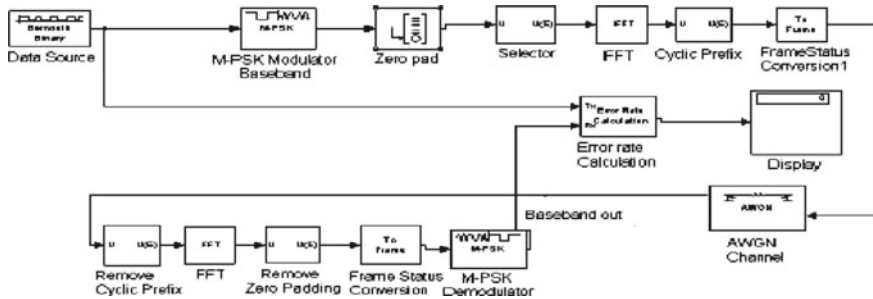 Bernoulli
Binary
Data Source
M-PSK
M-PSK Modulator
Baseband
Zero pad
U U(E)
Selector
IFFT
IFFT
U U(E)
Cyclic Prefix
To
Frame
FrameStatus
Conversion1
Tx
Rx
Error Rate
Calculation
Error rate
Calculation
0
Display
AWGN
AWGN
Channel
Baseband out
U U(E)
Remove
Cyclic Prefix
FFT
FFT
U U(E)
Remove
Zero Padding
To
Frame
Frame Status
Conversion
M-PSK
M-PSK
Demodulator